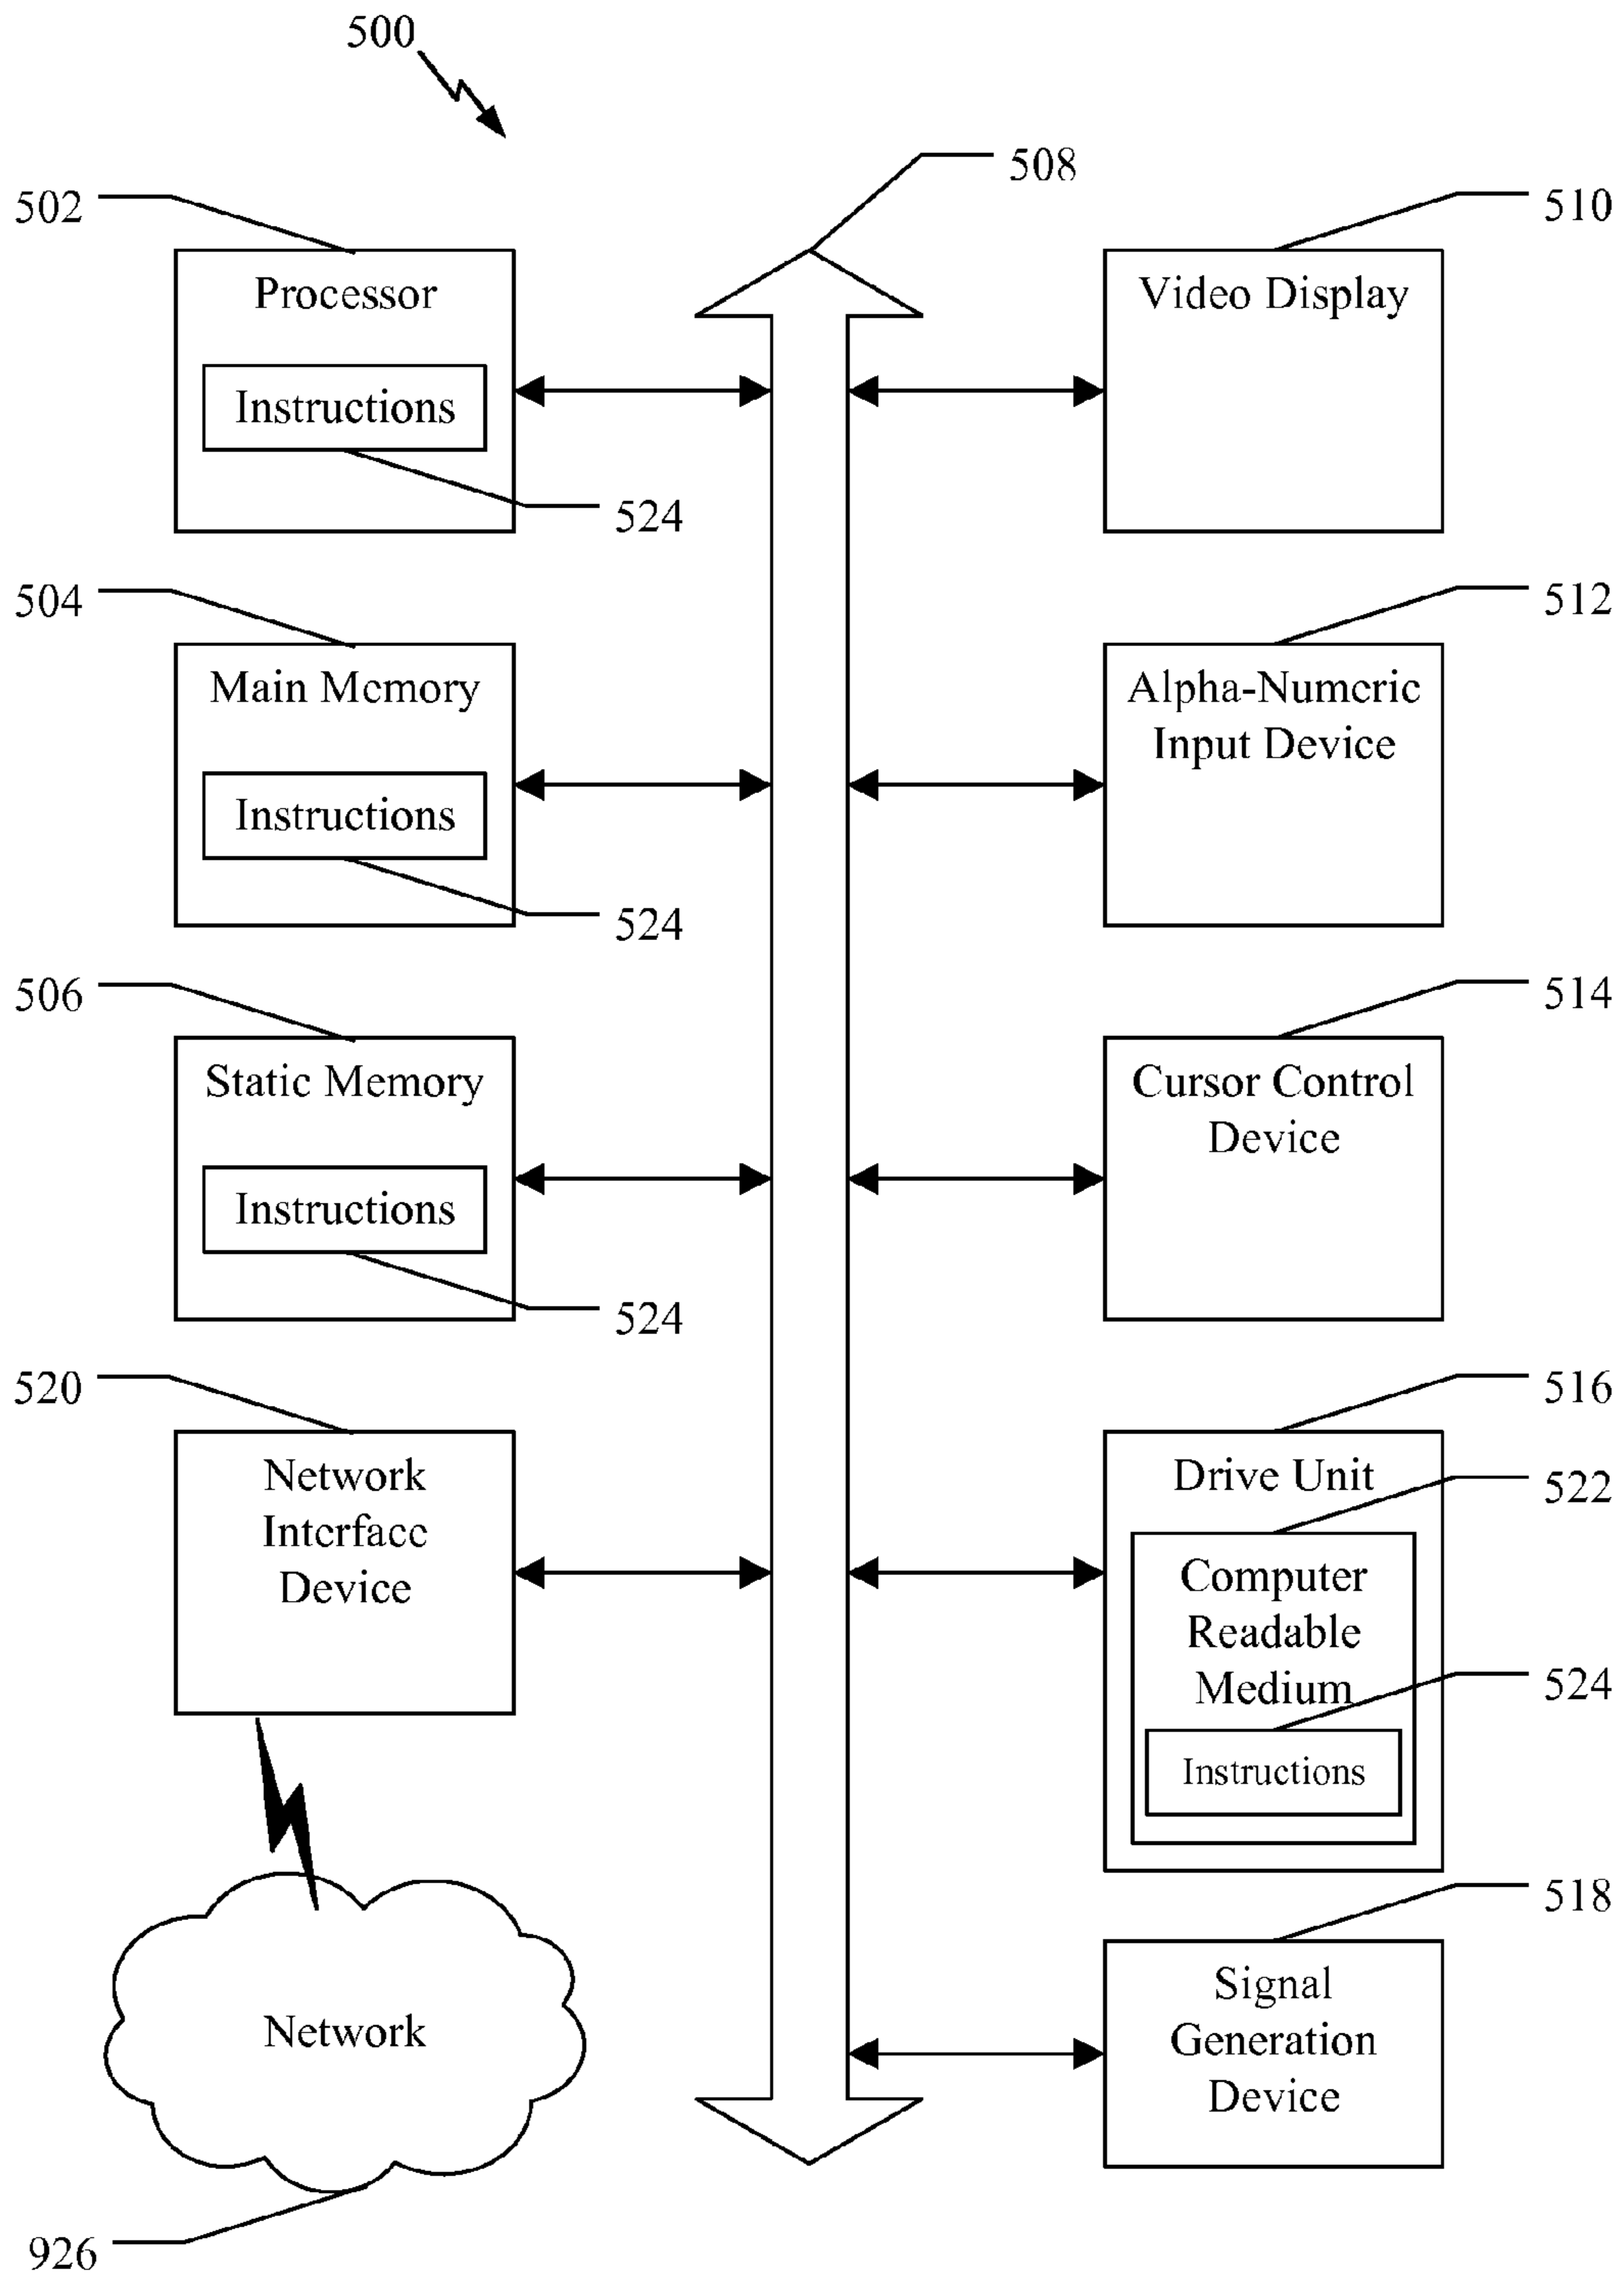 500
508
502
510
Processor
Video Display
Instructions
524
504
512
Main Memory
Alpha-Numeric
Input Device
Instructions
524
506
514
Static Memory
Cursor Control
Device
Instructions
524
520
516
Network
Interface
Device
Drive Unit
522
Computer
Readable
Medium
524
Instructions
518
Network
Signal
Generation
Device
926